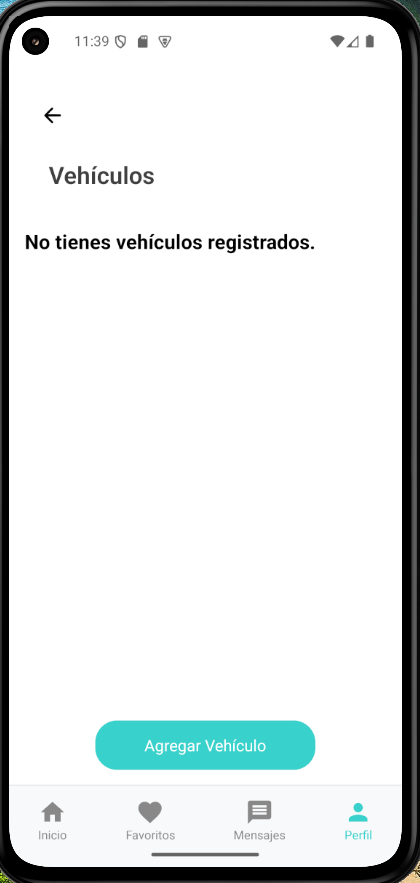 11:39
Vehículos
No tienes vehículos registrados.
Agregar Vehículo
Inicio
Favoritos
Mensajes
Perfil